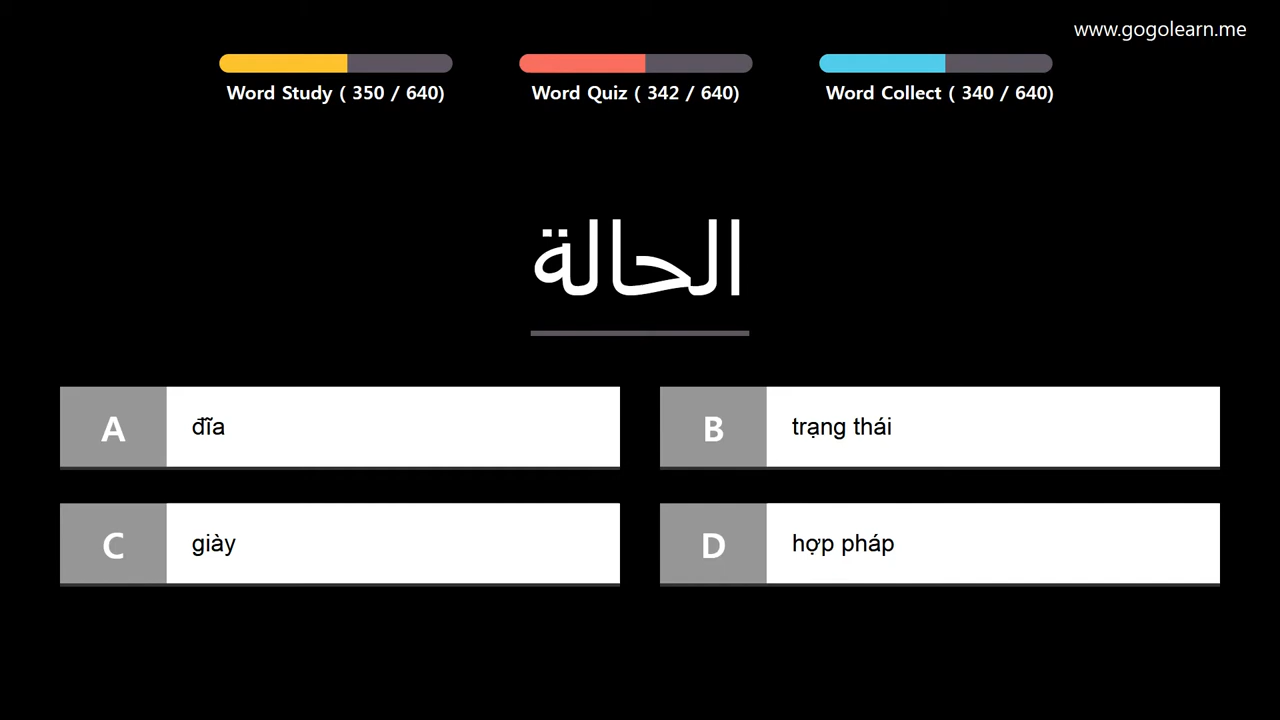 www.gogolearn.me
Word Study ( 350 / 640)
Word Quiz ( 342 / 640)
Word Collect ( 340 / 640)
الحالة
A đĩa
B trạng thái
C giày
D hợp pháp